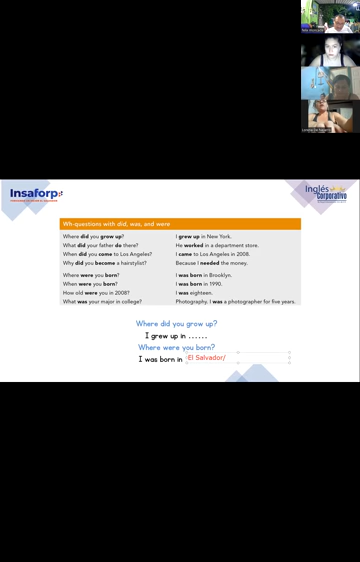 Insaforp
Inglés
Corporativo
Wh-questions with did, was, and were
Where did you grow up? I grew up in New York.
What did your father do there? He worked in a department store.
When did you come to Los Angeles? I came to Los Angeles in 2008.
Why did you become a hairstylist? Because I needed the money.
Where were you born? I was born in Brooklyn.
When were you born? I was born in 1990.
How old were you in 2008? I was eighteen.
What was your major in college? Photography. I was a photographer for five years.
Where did you grow up?
I grew up in ......
Where were you born?
I was born in El Salvador/